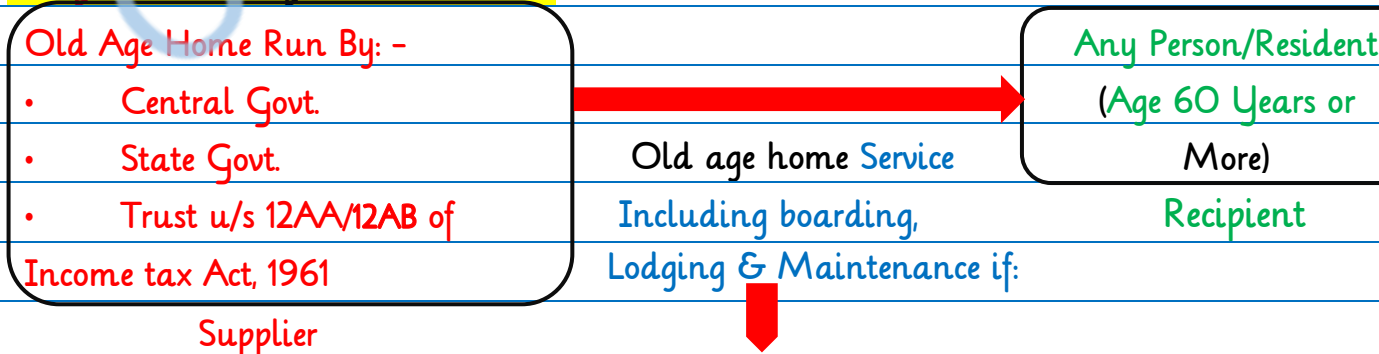 Old Age Home Run By: -
• Central Govt.
• State Govt.
• Trust u/s 12AA/12AB of
Income tax Act, 1961
Supplier
Old age home Service
Including boarding,
Lodging & Maintenance if:
Any Person/Resident
(Age 60 Years or
More)
Recipient